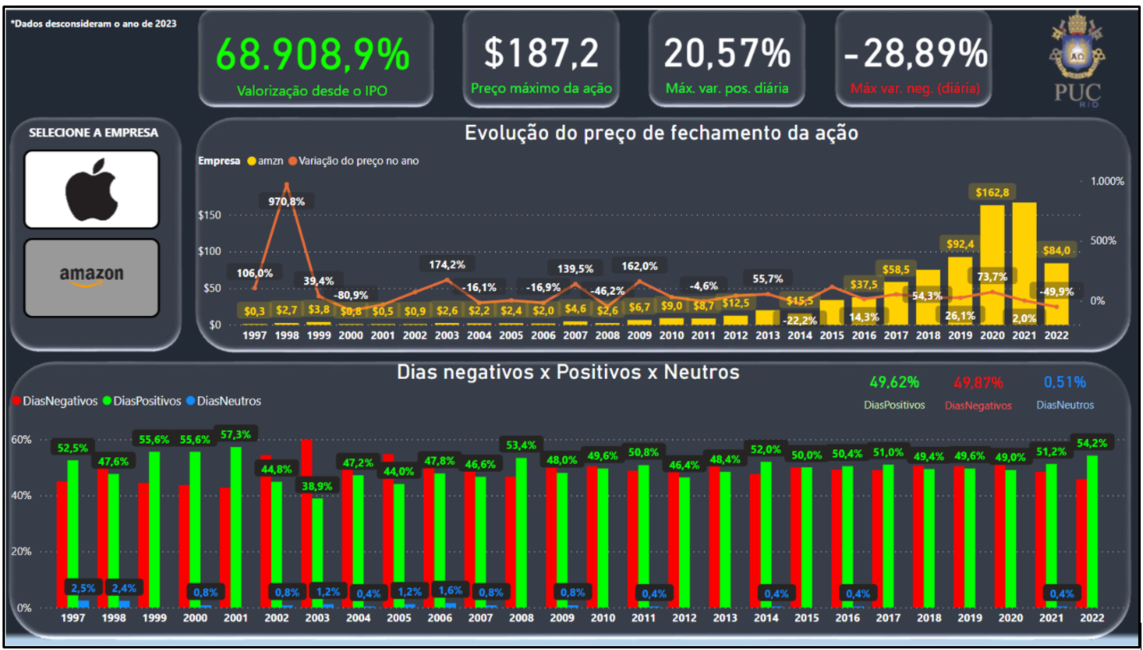 *Dados desconsideram o ano de 2023
68.908,9%
Valorização desde o IPO
$187,2
Preço máximo da ação
20,57%
Máx. var. pos. diária
-28,89%
Máx var. neg. (diária)
PUC
RIO
SELECIONE A EMPRESA
amazon
Evolução do preço de fechamento da ação
Empresa amzn Variação do preço no ano
1.000%
500%
0%
$150
$100
$50
$0
106,0% 970,8% 39,4% -80,9% 174,2% -16,1% -16,9% 139,5% -46,2% 162,0% -4,6% 55,7% -22,2% 14,3% 54,3% 26,1% 73,7% 2,0% -49,9%
$0,3 $2,7 $3,8 $0,8 $0,5 $0,9 $2,6 $2,2 $2,4 $2,0 $4,6 $2,6 $6,7 $9,0 $8,7 $12,5 $15,5 $37,5 $58,5 $92,4 $162,8 $84,0
1997 1998 1999 2000 2001 2002 2003 2004 2005 2006 2007 2008 2009 2010 2011 2012 2013 2014 2015 2016 2017 2018 2019 2020 2021 2022
Dias negativos x Positivos x Neutros
DiasNegativos DiasPositivos DiasNeutros
49,62%
DiasPositivos
49,87%
DiasNegativos
0,51%
DiasNeutros
60%
40%
20%
0%
52,5% 47,6% 55,6% 55,6% 57,3% 44,8% 38,9% 47,2% 44,0% 47,8% 46,6% 53,4% 48,0% 49,6% 50,8% 46,4% 48,4% 52,0% 50,0% 50,4% 51,0% 49,4% 49,6% 49,0% 51,2% 54,2%
2,5% 2,4% 0,8% 0,8% 1,2% 0,4% 1,2% 1,6% 0,8% 0,8% 0,4% 0,4% 0,4% 0,4%
1997 1998 1999 2000 2001 2002 2003 2004 2005 2006 2007 2008 2009 2010 2011 2012 2013 2014 2015 2016 2017 2018 2019 2020 2021 2022